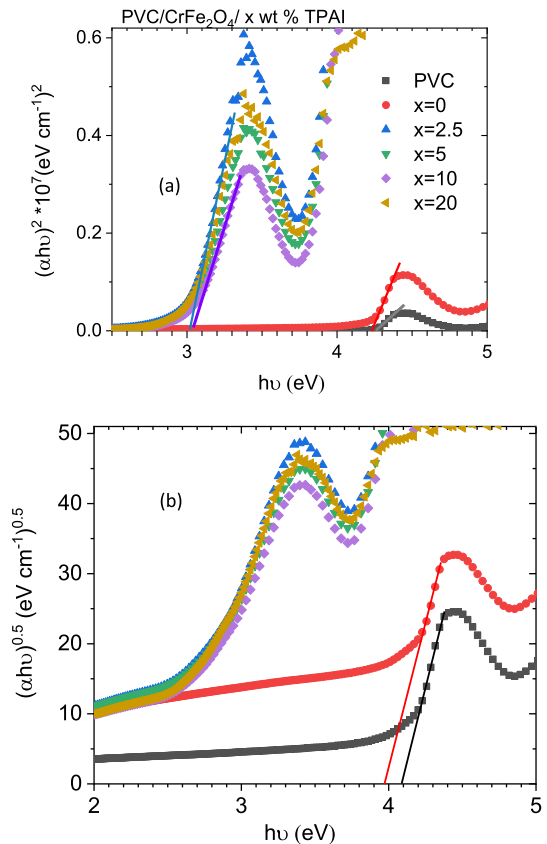 PVC/CrFe₂O₄/ x wt % TPAI
(αhυ)² *10⁷(eV cm⁻¹)²
0.6
0.4
0.2
0.0
(a)
PVC
x=0
x=2.5
x=5
x=10
x=20
3 4 5
hυ (eV)
(αhυ)⁰·⁵ (eV cm⁻¹)⁰·⁵
50
40
30
20
10
0
(b)
2 3 4 5
hυ (eV)